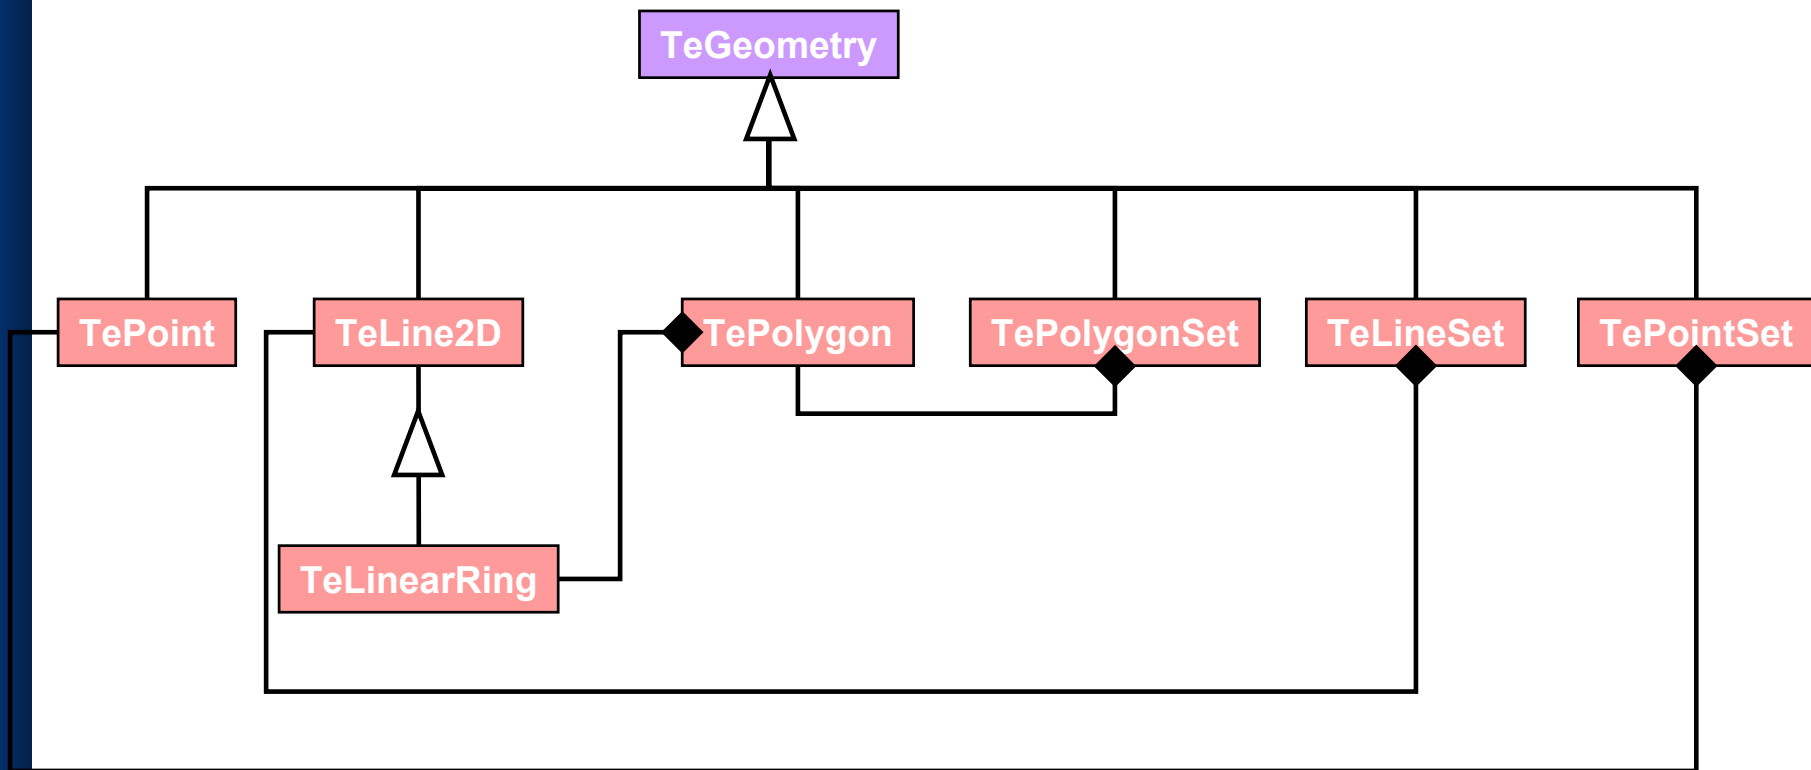 TeGeometry
TePoint
TeLine2D
TePolygon
TePolygonSet
TeLineSet
TePointSet
TeLinearRing